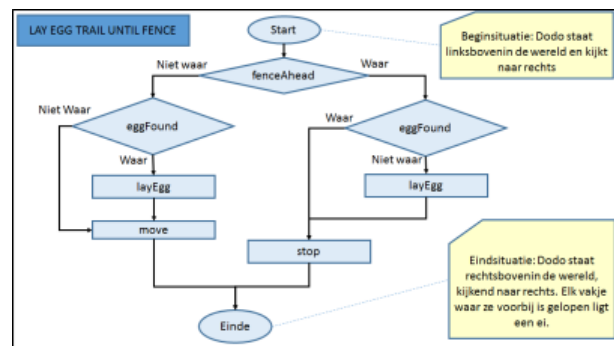 LAY EGG TRAIL UNTIL FENCE
Start
Beginsituatie: Dodo staat
linksbovenin de wereld en kijkt
naar rechts
Niet waar
fenceAhead
Waar
Niet Waar
eggFound
Waar
eggFound
Waar
Niet waar
layEgg
layEgg
move
stop
Eindsituatie: Dodo staat
rechtsbovenin de wereld,
kijkend naar rechts. Elk vakje
waar ze voorbij is gelopen ligt
een ei.
Einde